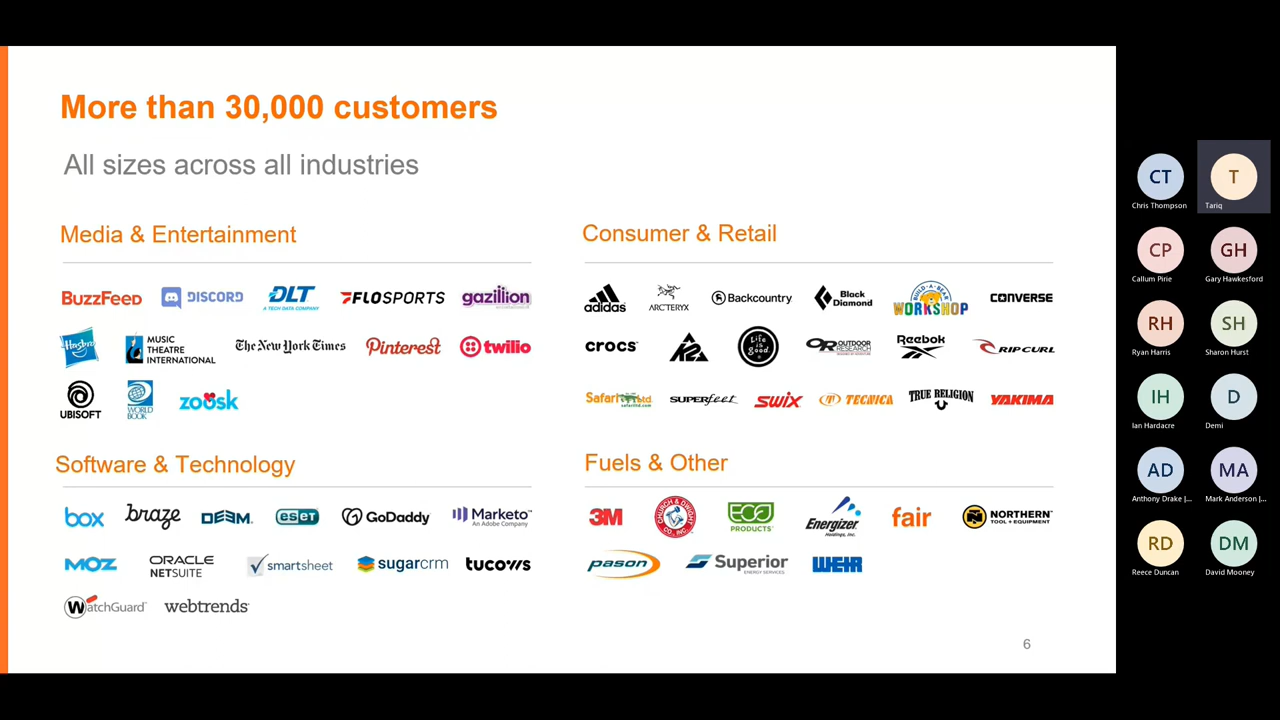 More than 30,000 customers
All sizes across all industries
Media & Entertainment
BuzzFeed DISCORD DLT FLOSPORTS gazillion
A TECH DATA COMPANY
Hasbro MUSIC THEATRE INTERNATIONAL The New York Times Pinterest twilio
UBISOFT WORLD BOOK zoosk
Consumer & Retail
adidas ARC'TERYX Backcountry Black Diamond BUILD-A-BEAR WORKSHOP CONVERSE
crocs K2 Life is good. OR OUTDOOR RESEARCH Reebok RIP CURL
Safari Ltd. SUPERfeet SWIX TECNICA TRUE RELIGION YAKIMA
safariltd.com
Software & Technology
box braze DEEM. eset GoDaddy Marketo
An Adobe Company
MOZ ORACLE NETSUITE smartsheet sugarcrm tucows
WatchGuard webtrends
Fuels & Other
3M CHURCH & DWIGHT CO., INC. ECO PRODUCTS Energizer Holdings, Inc. fair N NORTHERN TOOL + EQUIPMENT
pason Superior ENERGY SERVICES WEIR
6
CT T
Chris Thompson Tariq
CP GH
Callum Pirie Gary Hawkesford
RH SH
Ryan Harris Sharon Hurst
IH D
Ian Hardacre Demi
AD MA
Anthony Drake |... Mark Anderson |...
RD DM
Reece Duncan David Mooney